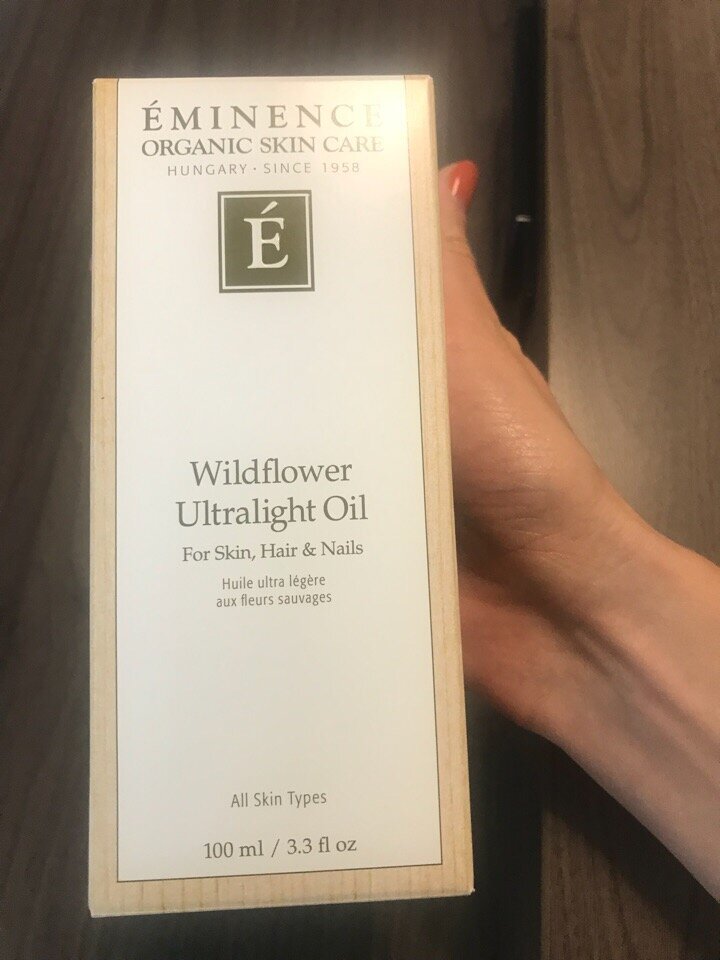 ÉMINENCE
ORGANIC SKIN CARE
HUNGARY · SINCE 1958
É
Wildflower
Ultralight Oil
For Skin, Hair & Nails
Huile ultra légère
aux fleurs sauvages
All Skin Types
100 ml / 3.3 fl oz